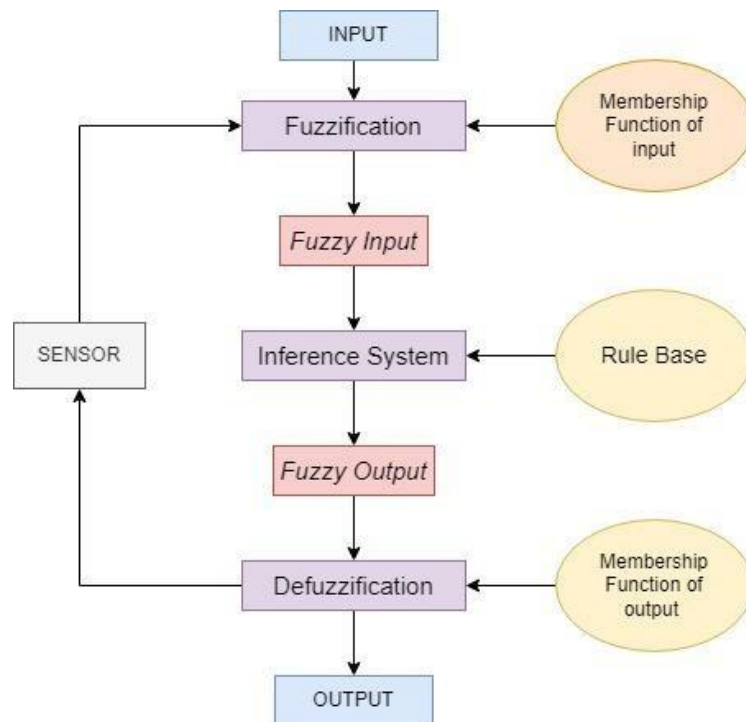 INPUT
Fuzzification
Membership
Function of
input
Fuzzy Input
SENSOR
Inference System
Rule Base
Fuzzy Output
Defuzzification
Membership
Function of
output
OUTPUT